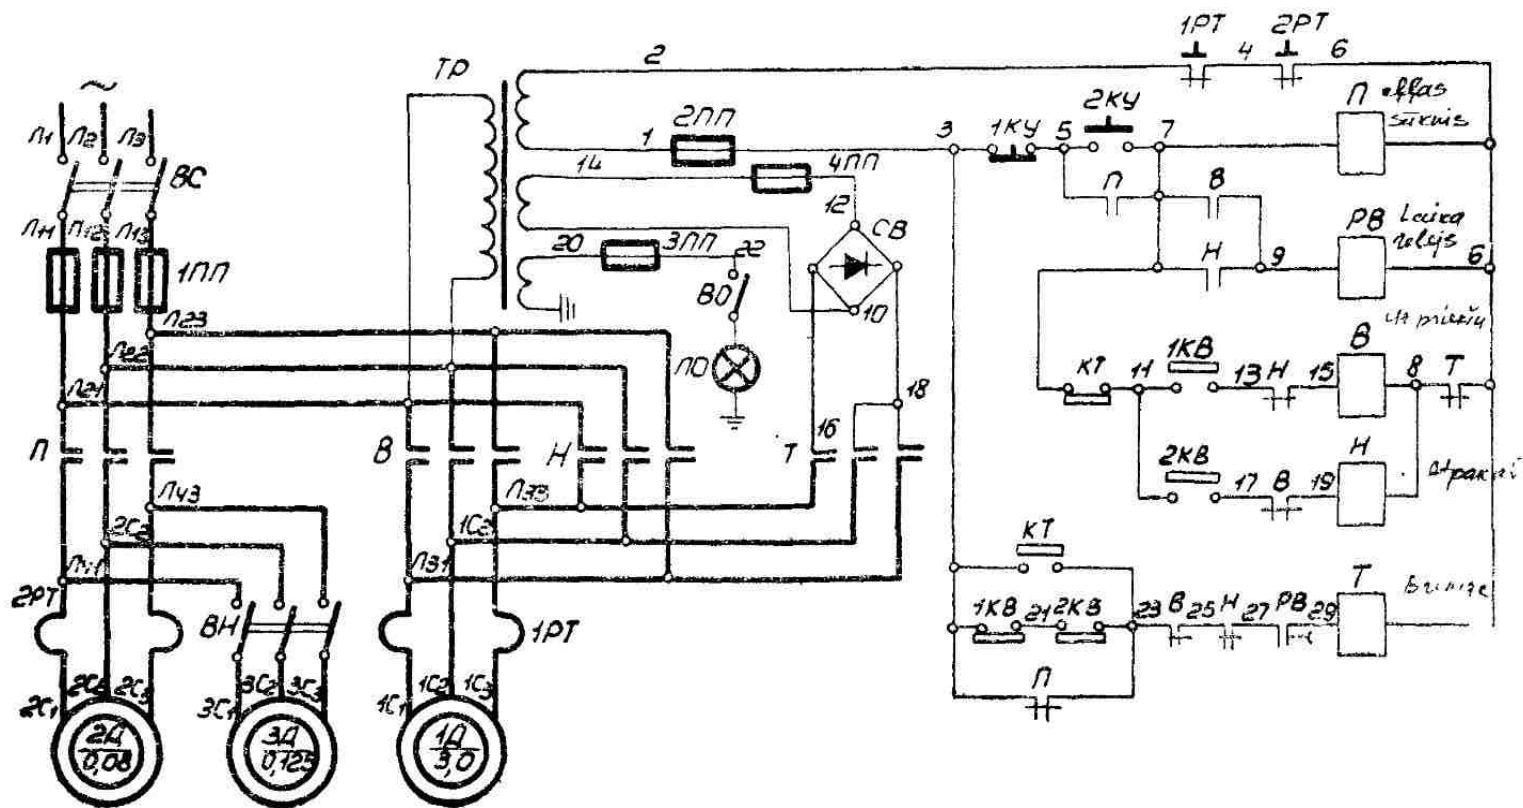 1РТ 2РТ
2 4 6
ТР
~
Л1 Л2 Л3
2ПП 3 1КУ 5 2КУ 7 П
1
14 4ПП
ВС
12 П В РВ Laika
СВ relejs
Л11 Л12 Л13
20 3ПП 22
1ПП
Н 9 6
ВО 10
Л23
Л22 ЛО
В
КТ 11 1КВ 13 Н 15 8 Т
Л21 18
П В Н Т 16
2КВ 17 В 19 Н
Л43 Л33
2С2 1С2
КТ
Л41 Л31
2РТ ВН 1РТ
1КВ 21 2КВ 23 В 25 Н 27 РВ 29 Т
П
2С1 2С2 2С3 3С1 3С2 3С3 1С1 1С2 1С3
2Д 3Д 1Д
0,08 0,125 3,0